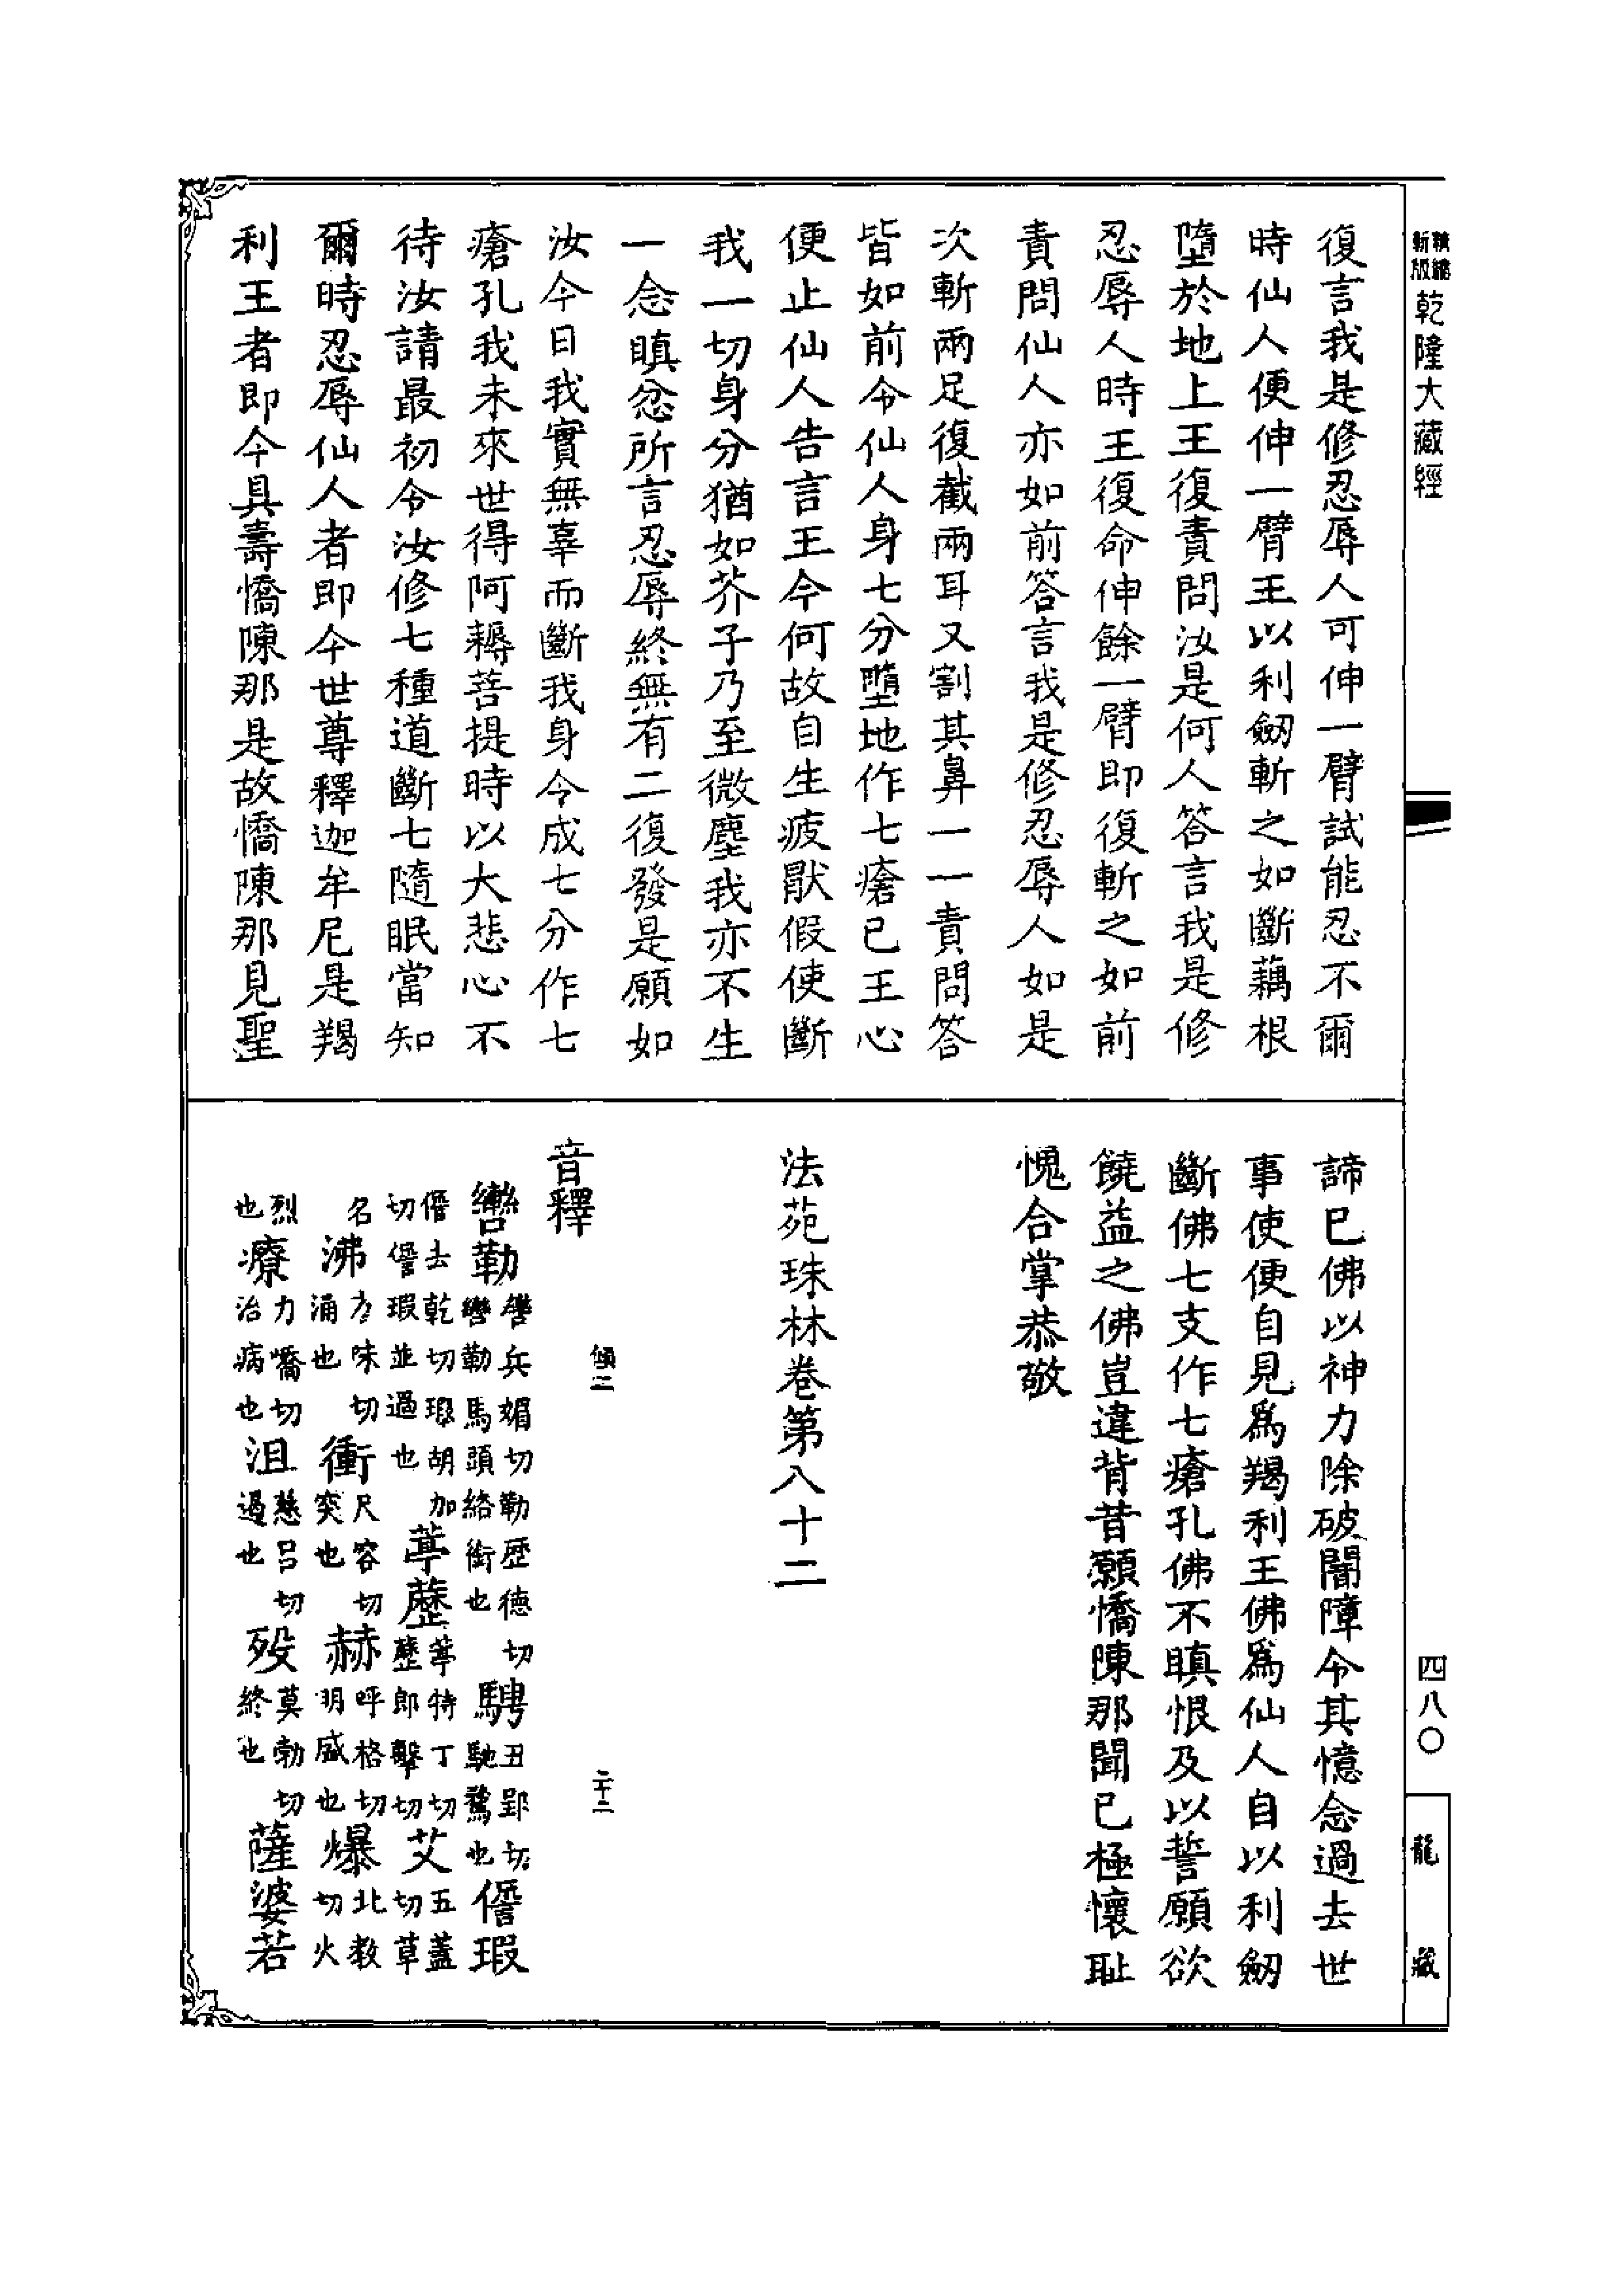 精縮新版乾隆大藏經
四八〇
龍藏
復言我是修忍辱人可伸一臂試能忍不爾
時仙人便伸一臂王以利劒斬之如斷藕根
墮於地上王復責問汝是何人答言我是修
忍辱人時王復命伸餘一臂即復斬之如前
責問仙人亦如前答言我是修忍辱人如是
次斬兩足復截兩耳又割其鼻一一責問答
皆如前令仙人身七分墮地作七瘡已王心
便止仙人告言王今何故自生疲猒假使斷
我一切身分猶如芥子乃至微塵我亦不生
一念瞋忿所言忍辱終無有二復發是願如
汝今日我實無辜而斷我身令成七分作七
瘡孔我未來世得阿耨菩提時以大悲心不
待汝請最初令汝修七種道斷七隨眠當知
爾時忍辱仙人者即今世尊釋迦牟尼是羯
利王者即今具壽憍陳那是故憍陳那見聖
諦巳佛以神力除破闇障令其憶念過去世
事使便自見爲羯利王佛爲仙人自以利劒
斷佛七支作七瘡孔佛不瞋恨及以誓願欲
饒益之佛豈違背昔願憍陳那聞已極懷恥
愧合掌恭敬
法苑珠林卷第八十二
傾二
二十二
音釋
轡勒轡兵媚切勒歷德切轡勒馬頭絡銜也騁丑郢切馳騖也𠎝瑕
𠎝去乾切瑕胡加切𠎝瑕並過也葶藶葶特丁切藶郎擊切艾五蓋切草
名沸方味切涌也衝尺容切突也赫呼格切明盛也爆北教切火
烈也療力嶠切治病也沮慈呂切遏也歿莫勃切終也薩婆若